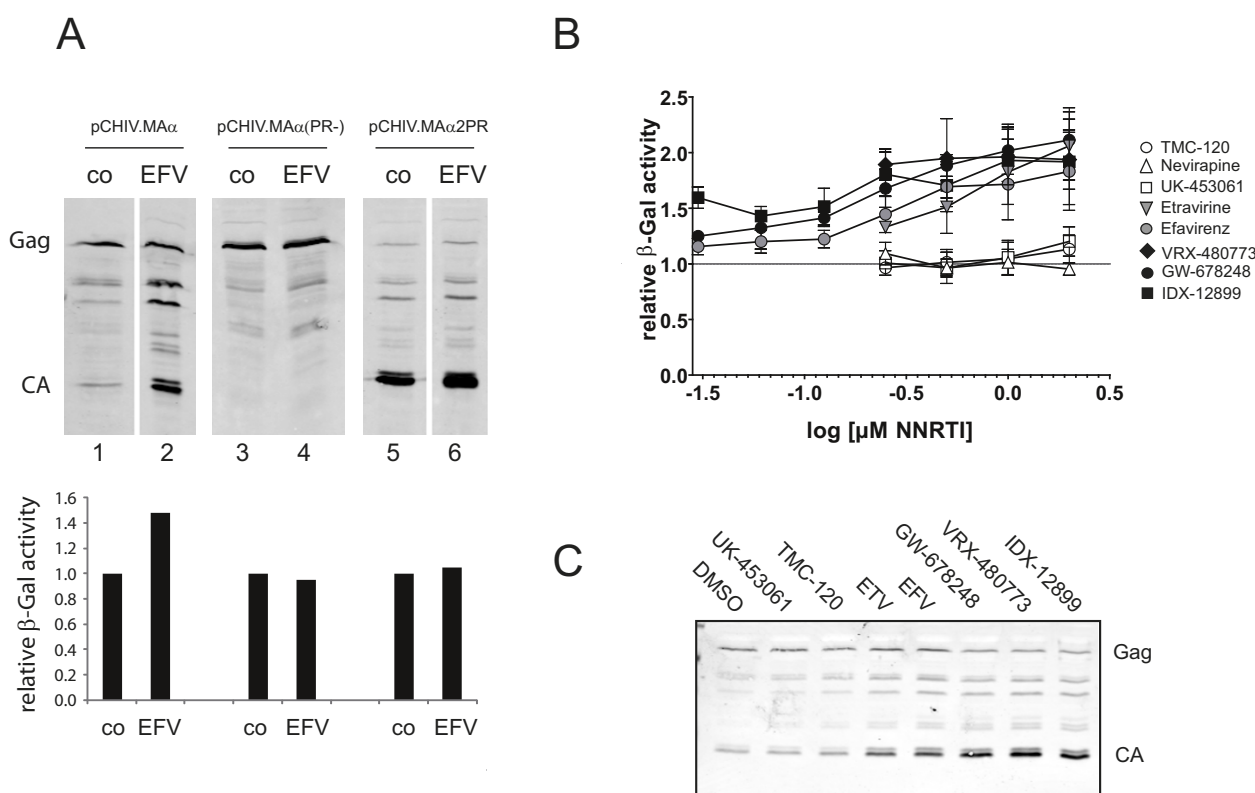 A
pCHIV.MAα pCHIV.MAα(PR-) pCHIV.MAα2PR
co EFV co EFV co EFV
Gag
CA
1 2 3 4 5 6
relative β-Gal activity
1.6
1.4
1.2
1.0
0.8
0.6
0.4
0.2
0.0
co EFV co EFV co EFV
B
relative β-Gal activity
2.5
2.0
1.5
1.0
0.5
0.0
-1.5 -1.0 -0.5 0.0 0.5
log [µM NNRTI]
TMC-120
Nevirapine
UK-453061
Etravirine
Efavirenz
VRX-480773
GW-678248
IDX-12899
C
DMSO
UK-453061
TMC-120
ETV
EFV
GW-678248
VRX-480773
IDX-12899
Gag
CA